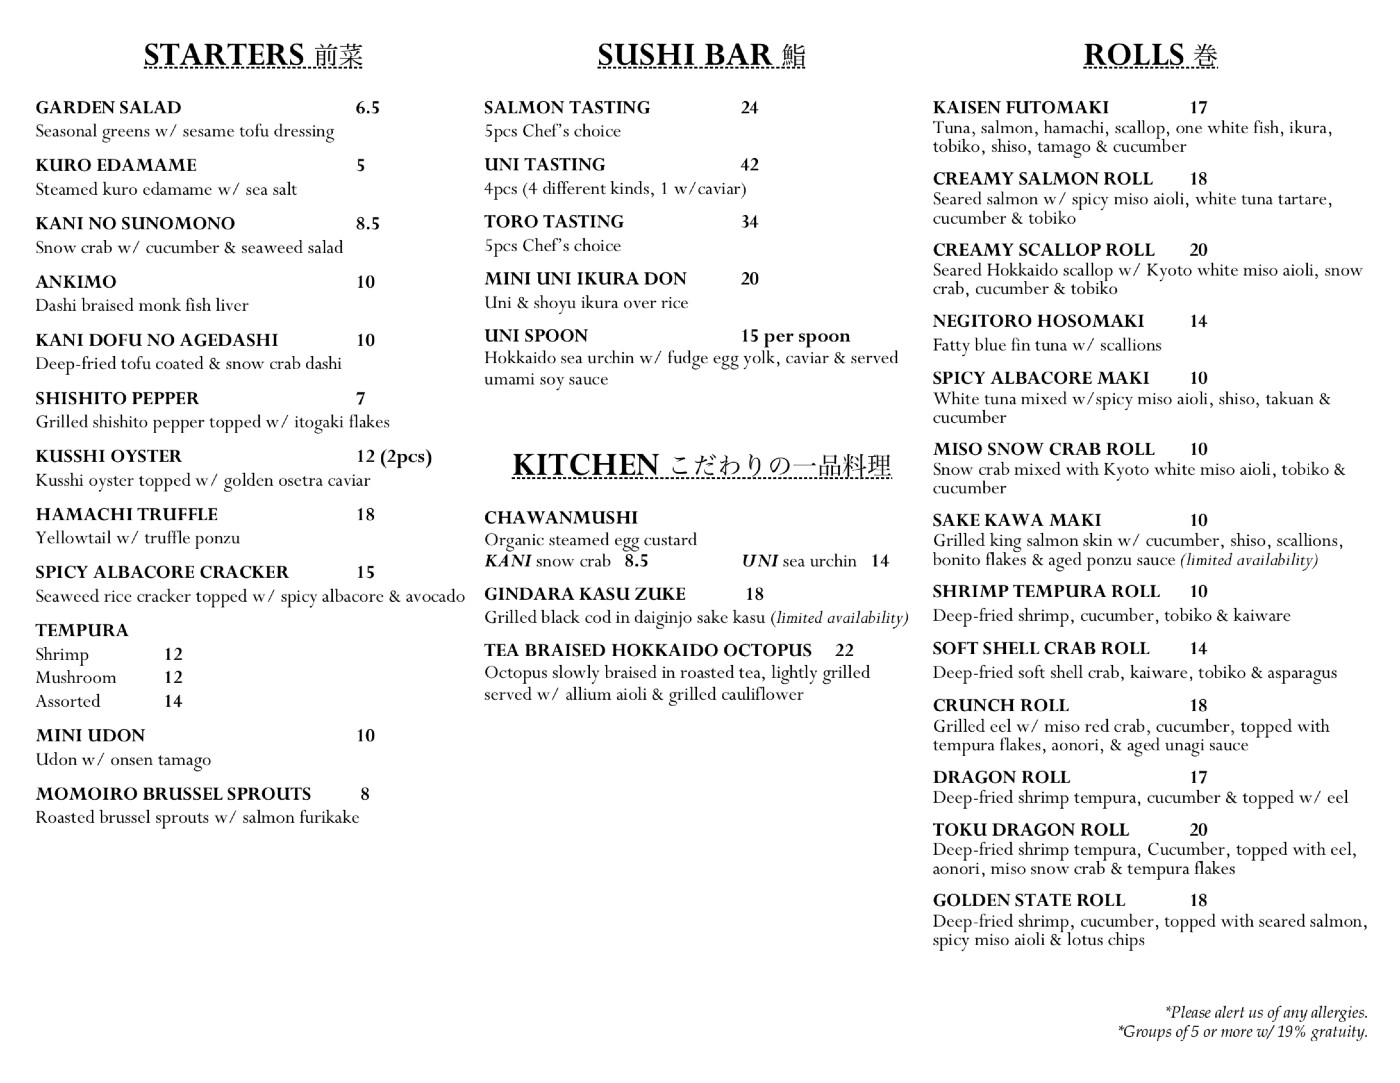 STARTERS 前菜
GARDEN SALAD 6.5
Seasonal greens w/ sesame tofu dressing
KURO EDAMAME 5
Steamed kuro edamame w/ sea salt
KANI NO SUNOMONO 8.5
Snow crab w/ cucumber & seaweed salad
ANKIMO 10
Dashi braised monk fish liver
KANI DOFU NO AGEDASHI 10
Deep-fried tofu coated & snow crab dashi
SHISHITO PEPPER 7
Grilled shishito pepper topped w/ itogaki flakes
KUSSHI OYSTER 12 (2pcs)
Kusshi oyster topped w/ golden osetra caviar
HAMACHI TRUFFLE 18
Yellowtail w/ truffle ponzu
SPICY ALBACORE CRACKER 15
Seaweed rice cracker topped w/ spicy albacore & avocado
TEMPURA
Shrimp 12
Mushroom 12
Assorted 14
MINI UDON 10
Udon w/ onsen tamago
MOMOIRO BRUSSEL SPROUTS 8
Roasted brussel sprouts w/ salmon furikake
SUSHI BAR 鮨
SALMON TASTING 24
5pcs Chef's choice
UNI TASTING 42
4pcs (4 different kinds, 1 w/caviar)
TORO TASTING 34
5pcs Chef's choice
MINI UNI IKURA DON 20
Uni & shoyu ikura over rice
UNI SPOON 15 per spoon
Hokkaido sea urchin w/ fudge egg yolk, caviar & served
umami soy sauce
KITCHEN こだわりの一品料理
CHAWANMUSHI
Organic steamed egg custard
KANI snow crab 8.5 UNI sea urchin 14
GINDARA KASU ZUKE 18
Grilled black cod in daiginjo sake kasu (limited availability)
TEA BRAISED HOKKAIDO OCTOPUS 22
Octopus slowly braised in roasted tea, lightly grilled
served w/ allium aioli & grilled cauliflower
ROLLS 巻
KAISEN FUTOMAKI 17
Tuna, salmon, hamachi, scallop, one white fish, ikura,
tobiko, shiso, tamago & cucumber
CREAMY SALMON ROLL 18
Seared salmon w/ spicy miso aioli, white tuna tartare,
cucumber & tobiko
CREAMY SCALLOP ROLL 20
Seared Hokkaido scallop w/ Kyoto white miso aioli, snow
crab, cucumber & tobiko
NEGITORO HOSOMAKI 14
Fatty blue fin tuna w/ scallions
SPICY ALBACORE MAKI 10
White tuna mixed w/spicy miso aioli, shiso, takuan &
cucumber
MISO SNOW CRAB ROLL 10
Snow crab mixed with Kyoto white miso aioli, tobiko &
cucumber
SAKE KAWA MAKI 10
Grilled king salmon skin w/ cucumber, shiso, scallions,
bonito flakes & aged ponzu sauce (limited availability)
SHRIMP TEMPURA ROLL 10
Deep-fried shrimp, cucumber, tobiko & kaiware
SOFT SHELL CRAB ROLL 14
Deep-fried soft shell crab, kaiware, tobiko & asparagus
CRUNCH ROLL 18
Grilled eel w/ miso red crab, cucumber, topped with
tempura flakes, aonori, & aged unagi sauce
DRAGON ROLL 17
Deep-fried shrimp tempura, cucumber & topped w/ eel
TOKU DRAGON ROLL 20
Deep-fried shrimp tempura, Cucumber, topped with eel,
aonori, miso snow crab & tempura flakes
GOLDEN STATE ROLL 18
Deep-fried shrimp, cucumber, topped with seared salmon,
spicy miso aioli & lotus chips
*Please alert us of any allergies.
*Groups of 5 or more w/ 19% gratuity.